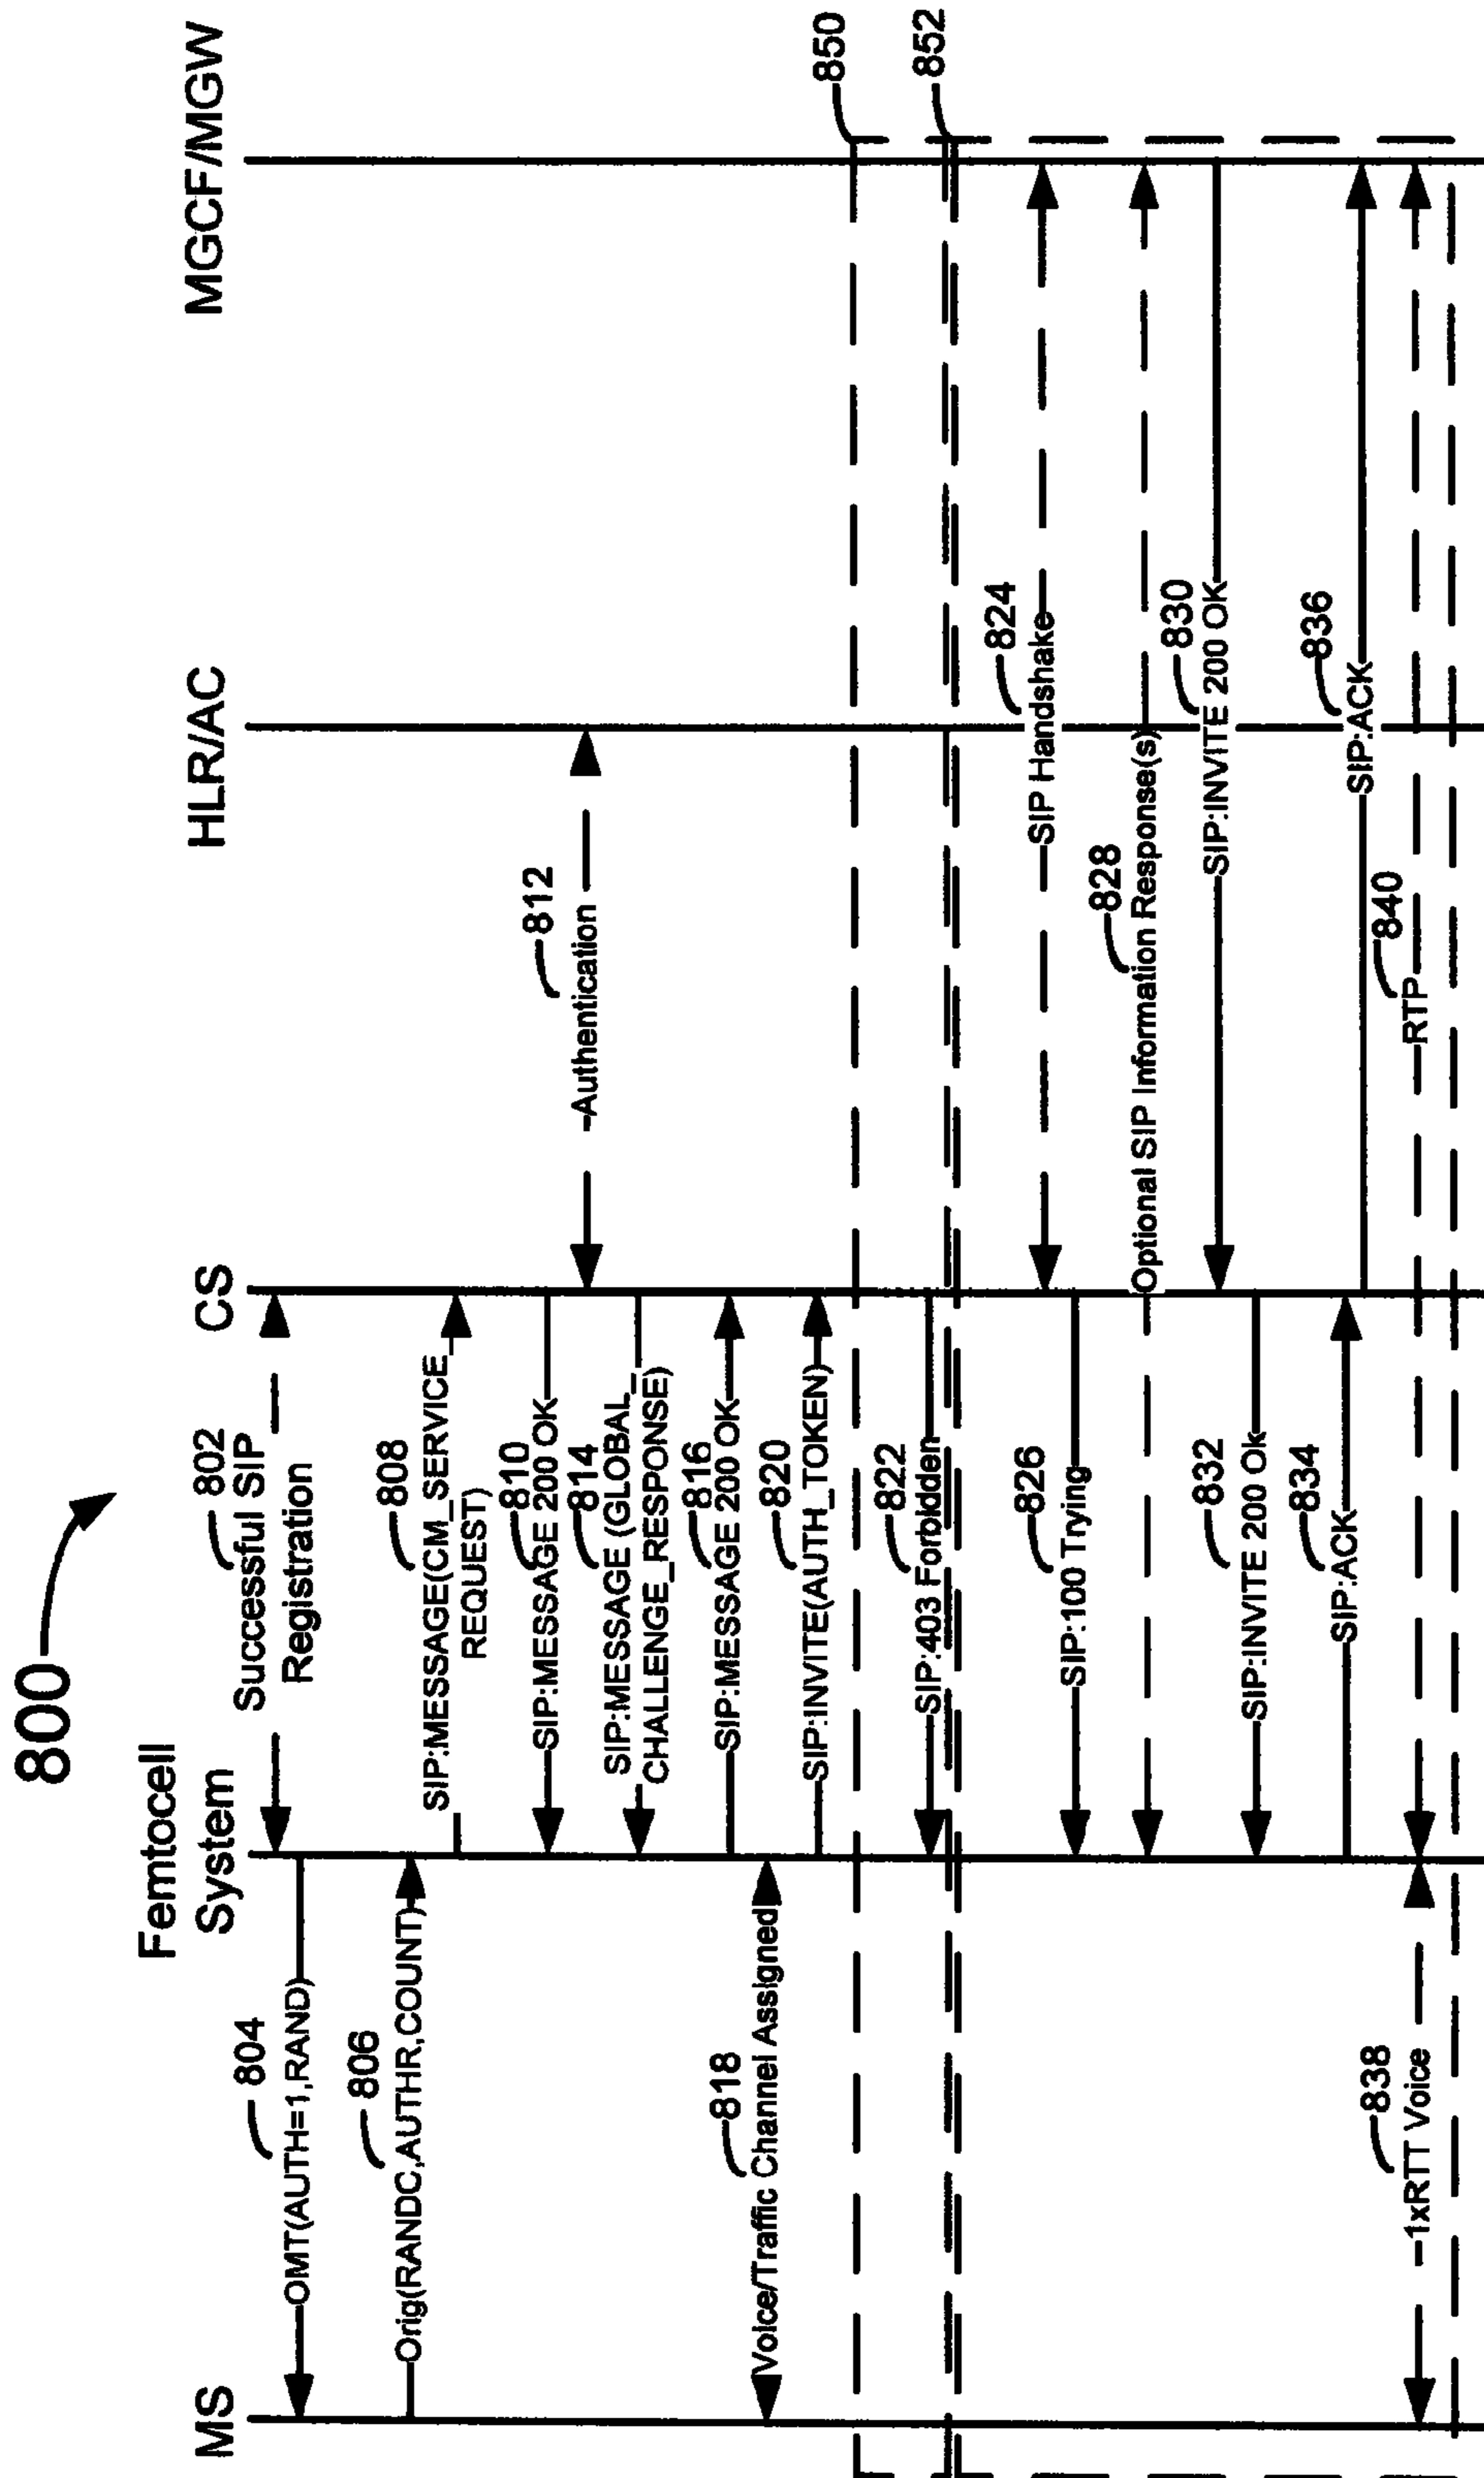 800
MS
Femtocell
System
CS
HLR/AC
MGCF/MGW
802
Successful SIP
Registration
804
OMT(AUTH=1,RAND)
806
Orig(RANDC,AUTHR,COUNT)
808
SIP:MESSAGE(CM_SERVICE_
REQUEST)
810
SIP:MESSAGE 200 OK
812
Authentication
814
SIP:MESSAGE (GLOBAL_
CHALLENGE_RESPONSE)
816
SIP:MESSAGE 200 OK
818
Voice/Traffic Channel Assigned
820
SIP:INVITE(AUTH_TOKEN)
850
822
SIP:403 Forbidden
852
824
SIP Handshake
826
SIP:100 Trying
828
Optional SIP Information Response(s)
830
SIP:INVITE 200 OK
832
SIP:INVITE 200 Ok
834
SIP:ACK
836
SIP:ACK
838
1xRTT Voice
840
RTP